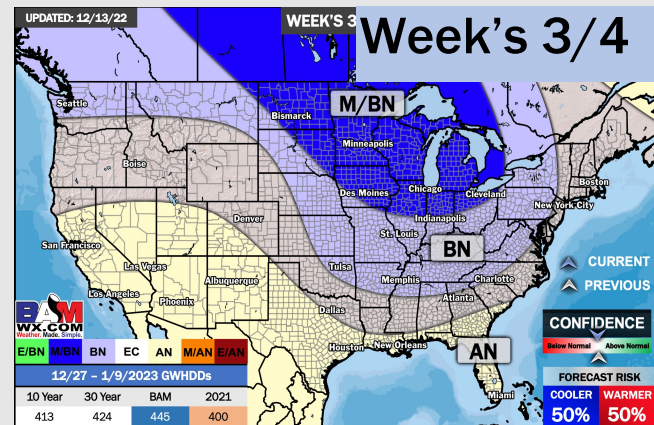 UPDATED: 12/13/22
WEEK'S 3
Week's 3/4
Seattle
Bismarck
M/BN
Minneapolis
Boise
Boston
Des Moines
Chicago
Cleveland
New York City
Denver
Indianapolis
St. Louis
San Francisco
BN
CURRENT
Las Vegas
Tulsa
Memphis
Charlotte
PREVIOUS
Albuquerque
Los Angeles
Phoenix
Atlanta
Dallas
BAM
WX.COM
Weather. Made. Simple.
CONFIDENCE
Below Normal
Above Normal
Houston
New Orleans
AN
E/BN M/BN BN EC AN M/AN E/AN
12/27 – 1/9/2023 GWHDDs
FORECAST RISK
Miami
10 Year 30 Year BAM 2021
COOLER WARMER
413 424 445 400
50% 50%